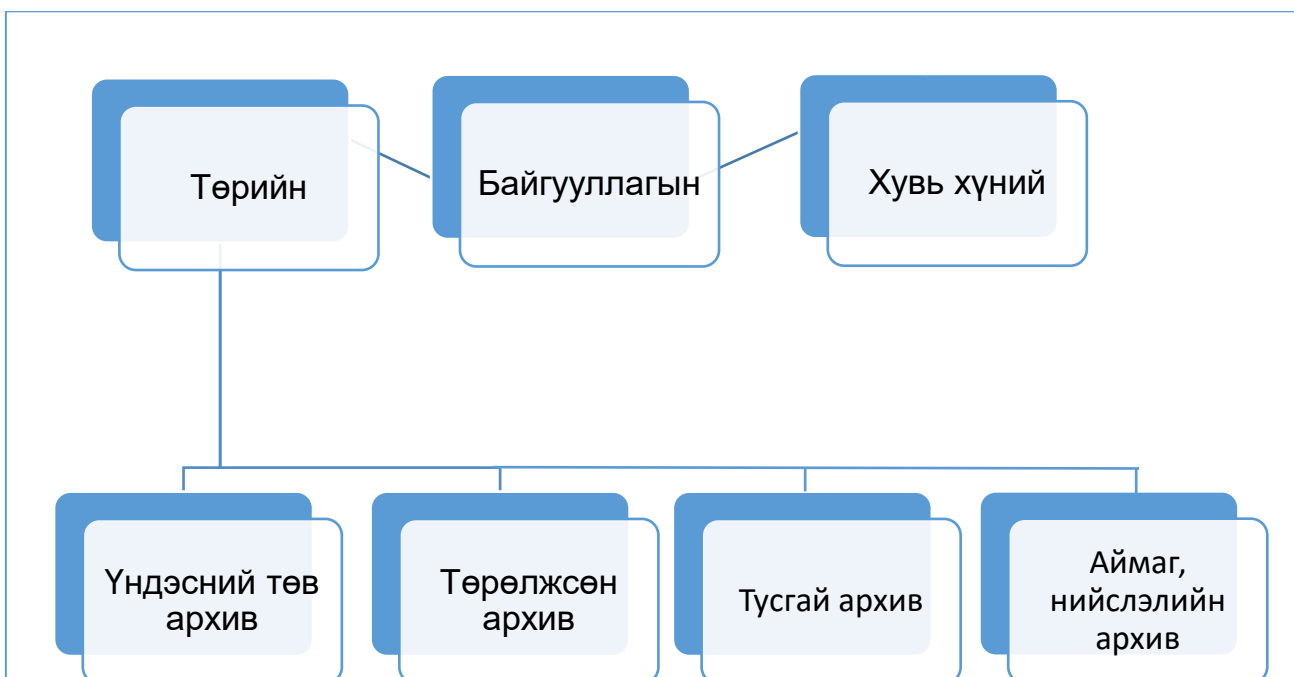 Төрийн
Байгууллагын
Хувь хүний
Үндэсний төв
архив
Төрөлжсөн
архив
Тусгай архив
Аймаг,
нийслэлийн
архив